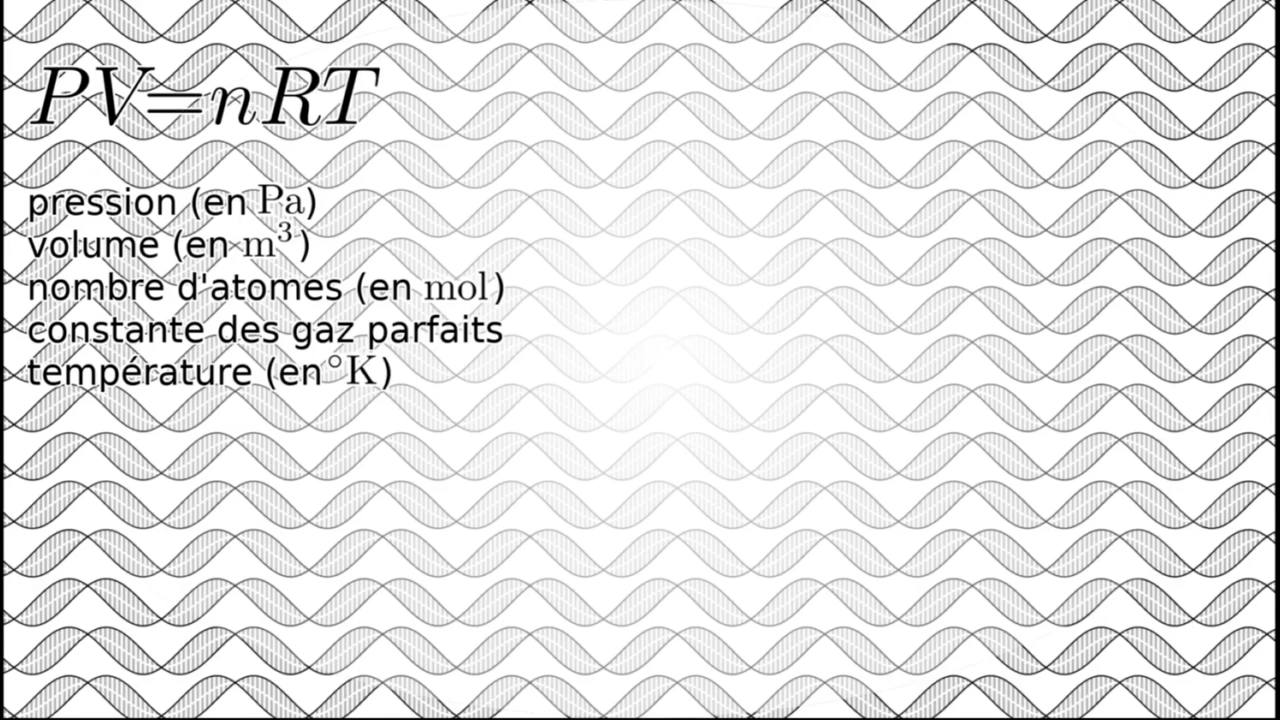 PV=nRT
pression (en Pa)
volume (en m³)
nombre d'atomes (en mol)
constante des gaz parfaits
température (en °K)